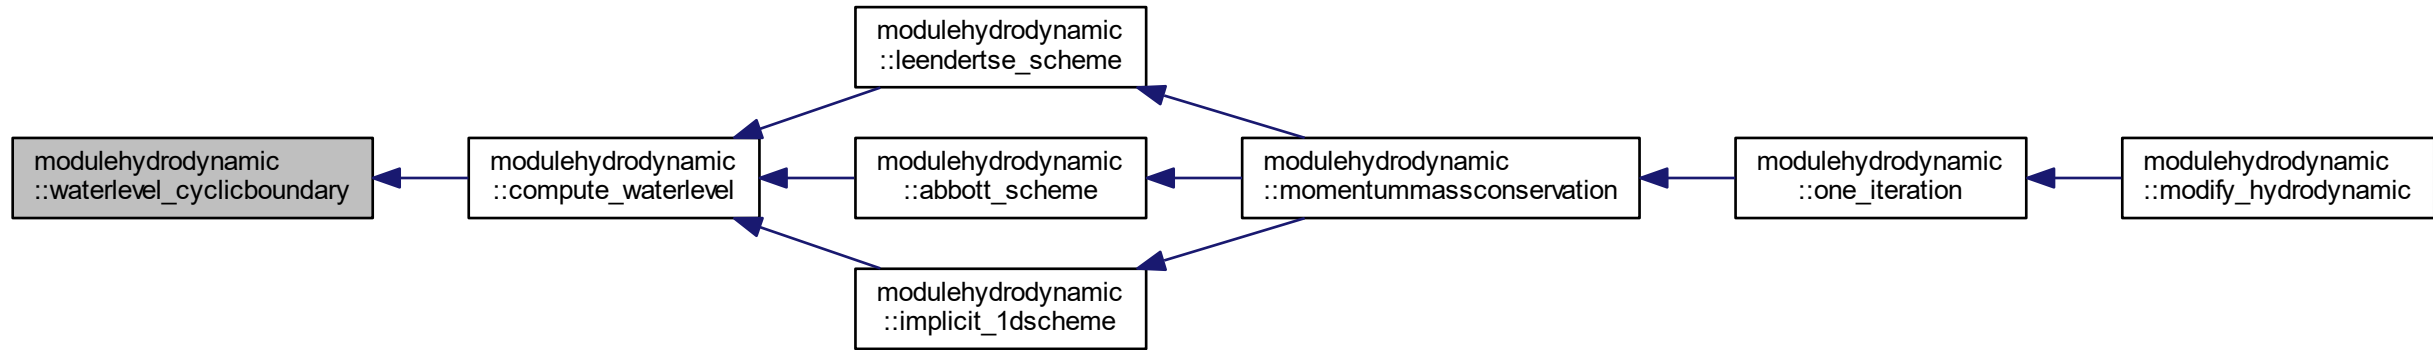 modulehydrodynamic
::waterlevel_cyclicboundary
modulehydrodynamic
::compute_waterlevel
modulehydrodynamic
::leendertse_scheme
modulehydrodynamic
::abbott_scheme
modulehydrodynamic
::implicit_1dscheme
modulehydrodynamic
::momentummassconservation
modulehydrodynamic
::one_iteration
modulehydrodynamic
::modify_hydrodynamic